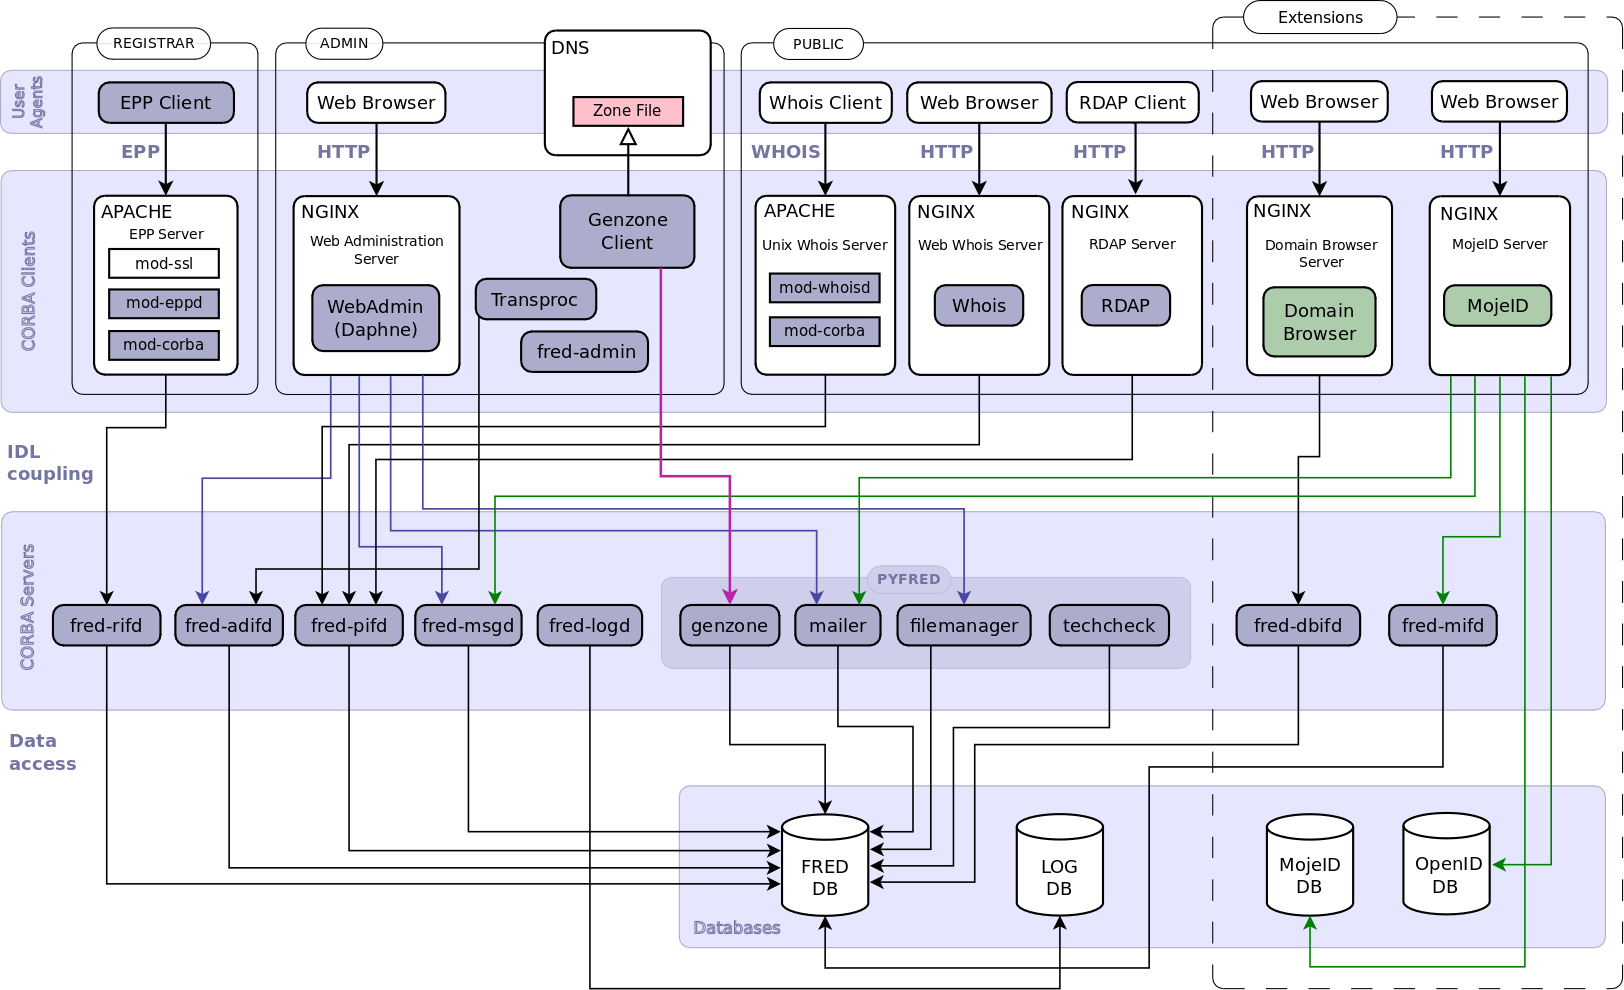 Extensions
REGISTRAR
ADMIN
PUBLIC
DNS
Zone File
User
Agents
EPP Client
Web Browser
Whois Client
Web Browser
RDAP Client
Web Browser
Web Browser
EPP
HTTP
WHOIS
HTTP
HTTP
HTTP
HTTP
CORBA Clients
APACHE
EPP Server
mod-ssl
mod-eppd
mod-corba
NGINX
Web Administration
Server
WebAdmin
(Daphne)
Genzone
Client
Transproc
fred-admin
APACHE
Unix Whois Server
mod-whoisd
mod-corba
NGINX
Web Whois Server
Whois
NGINX
RDAP Server
RDAP
NGINX
Domain Browser
Server
Domain
Browser
NGINX
MojeID Server
MojeID
IDL
coupling
CORBA Servers
PYFRED
fred-rifd
fred-adifd
fred-pifd
fred-msgd
fred-logd
genzone
mailer
filemanager
techcheck
fred-dbifd
fred-mifd
Data
access
FRED
DB
LOG
DB
MojeID
DB
OpenID
DB
Databases